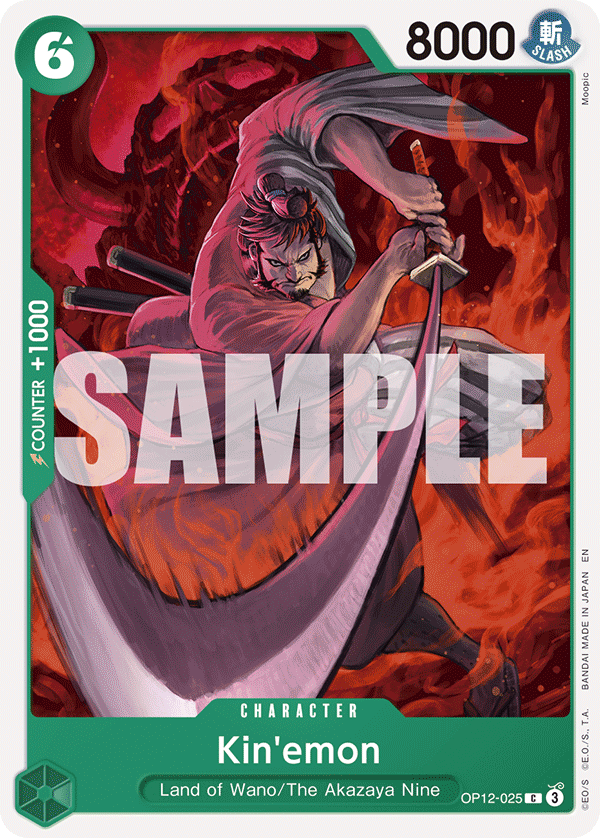 6
8000
斬
SLASH
Moopic
COUNTER +1000
SAMPLE
BANDAI MADE IN JAPAN EN
©E.O./S., T.A.
©EO/S
CHARACTER
Kin'emon
Land of Wano/The Akazaya Nine
OP12-025 C 3